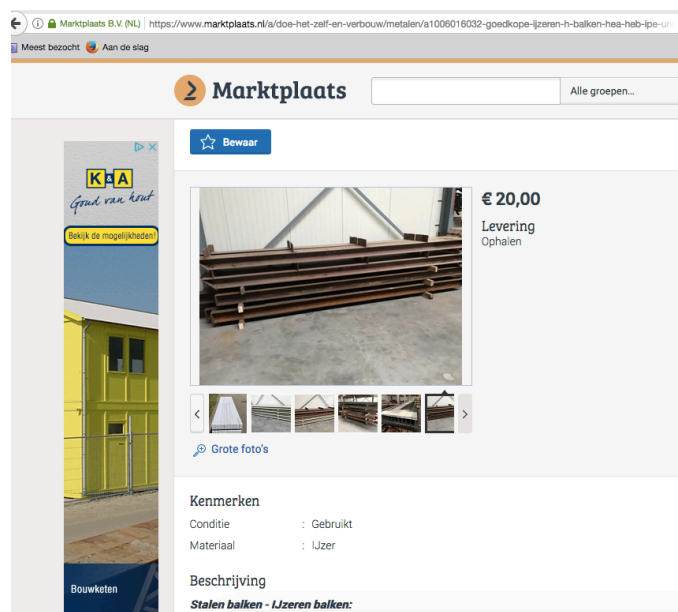 Marktplaats B.V. (NL)
https://www.marktplaats.nl/a/doe-het-zelf-en-verbouw/metalen/a1006016032-goedkope-ijzeren-h-balken-hea-heb-ipe-un
Meest bezocht
Aan de slag
Marktplaats
Alle groepen...
Bewaar
K&A
Goud van hout
Bekijk de mogelijkheden!
€ 20,00
Levering
Ophalen
Grote foto's
Kenmerken
Conditie : Gebruikt
Materiaal : IJzer
Beschrijving
Bouwketen
Stalen balken - IJzeren balken: